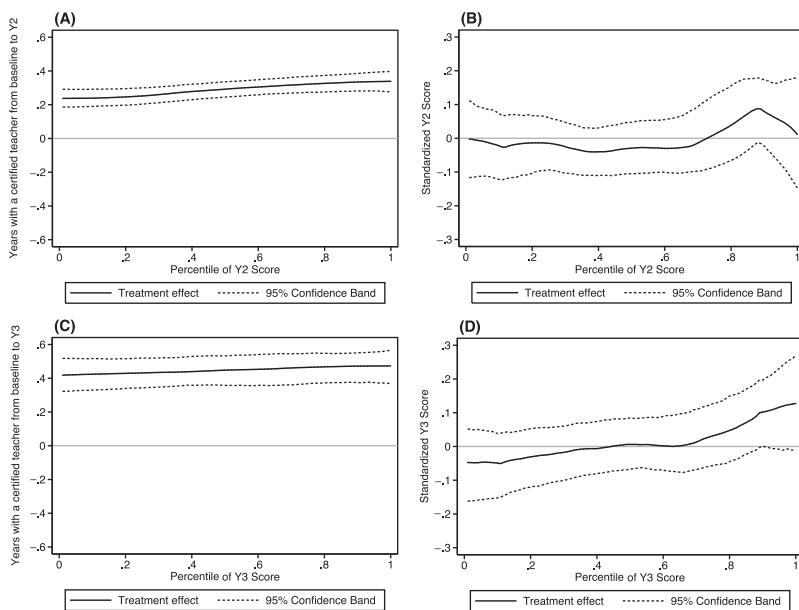 (A)
Years with a certified teacher from baseline to Y2
.6
.4
.2
0
−.2
−.4
−.6
0 .2 .4 .6 .8 1
Percentile of Y2 Score
Treatment effect 95% Confidence Band
(B)
Standardized Y2 Score
.3
.2
.1
0
−.1
−.2
−.3
0 .2 .4 .6 .8 1
Percentile of Y2 Score
Treatment effect 95% Confidence Band
(C)
Years with a certified teacher from baseline to Y3
.6
.4
.2
0
−.2
−.4
−.6
0 .2 .4 .6 .8 1
Percentile of Y3 Score
Treatment effect 95% Confidence Band
(D)
Standardized Y3 Score
.3
.2
.1
0
−.1
−.2
−.3
0 .2 .4 .6 .8 1
Percentile of Y3 Score
Treatment effect 95% Confidence Band